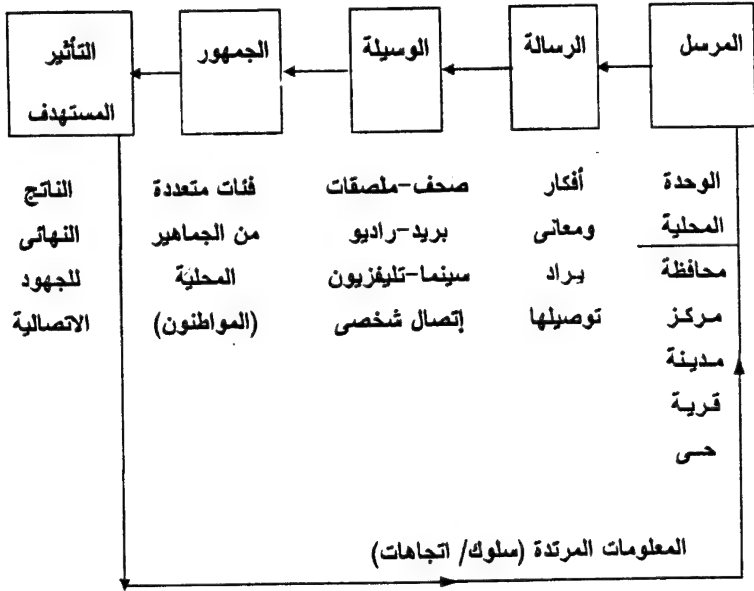 المرسل
الرسالة
الوسيلة
الجمهور
التأثير
المستهدف
الوحدة
المحلية
محافظة
مركز
مدينة
قرية
حى
أفكار
ومعانى
يراد
توصيلها
صحف-ملصقات
بريد-راديو
سينما-تليفزيون
إتصال شخصى
فئات متعددة
من الجماهير
المحلية
(المواطنون)
الناتج
النهائى
للجهود
الاتصالية
المعلومات المرتدة (سلوك/ اتجاهات)